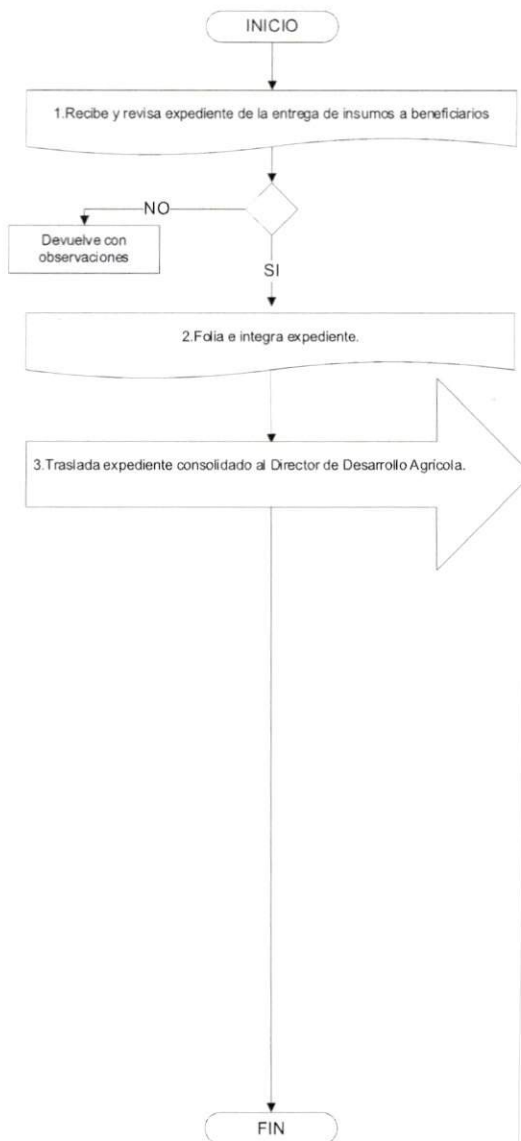 INICIO
1.Recibe y revisa expediente de la entrega de insumos a beneficiarios
NO
Devuelve con
observaciones
SI
2.Folia e integra expediente.
3.Traslada expediente consolidado al Director de Desarrollo Agrícola.
FIN